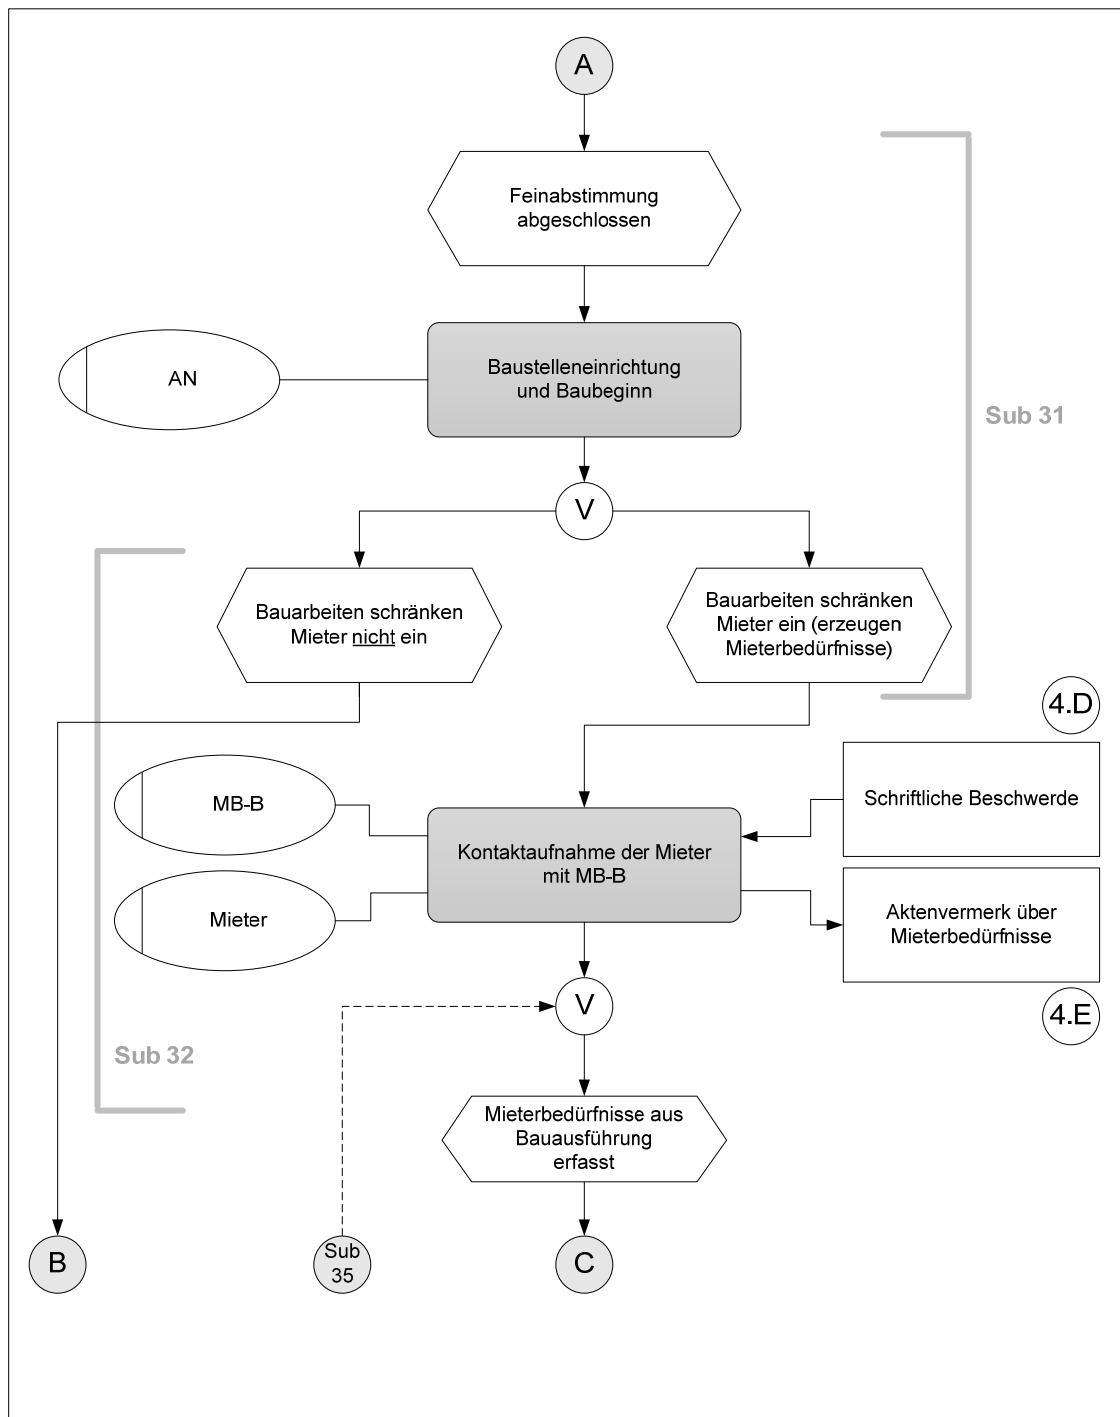 A
Feinabstimmung
abgeschlossen
AN
Baustelleneinrichtung
und Baubeginn
Sub 31
V
Bauarbeiten schränken
Mieter nicht ein
Bauarbeiten schränken
Mieter ein (erzeugen
Mieterbedürfnisse)
4.D
MB-B
Schriftliche Beschwerde
Kontaktaufnahme der Mieter
mit MB-B
Mieter
Aktenvermerk über
Mieterbedürfnisse
V
4.E
Sub 32
Mieterbedürfnisse aus
Bauausführung
erfasst
B
Sub
35
C